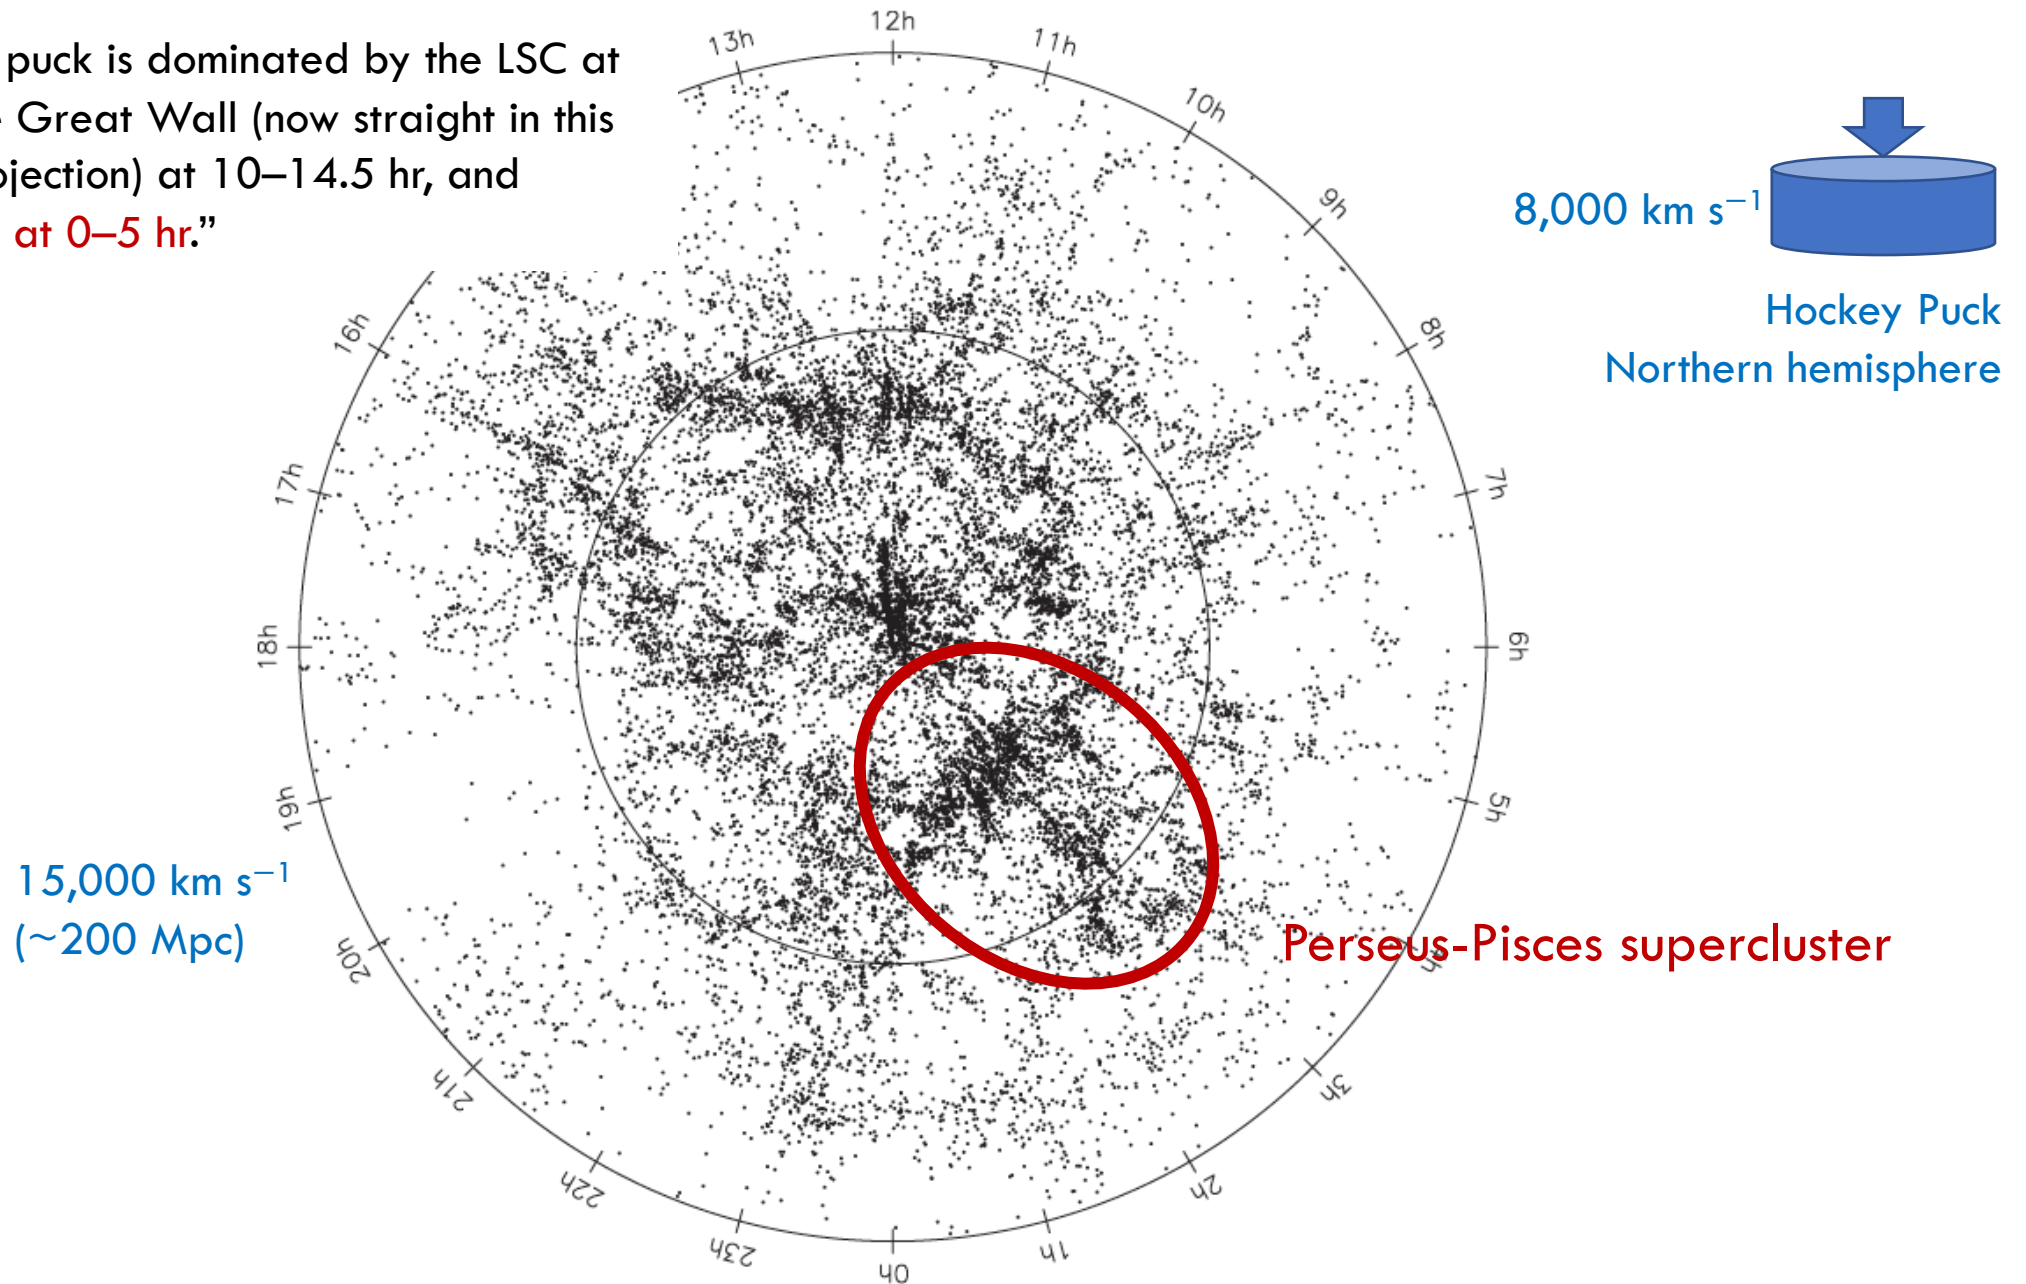 puck is dominated by the LSC at
Great Wall (now straight in this
at 10–14.5 hr, and
at 0–5 hr.”
12h
13h
11h
10h
9h
8h
7h
6h
5h
4h
3h
2h
1h
0h
23h
22h
21h
20h
19h
18h
17h
16h
8,000 km s⁻¹
Hockey Puck
Northern hemisphere
15,000 km s⁻¹
(~200 Mpc)
Perseus-Pisces supercluster